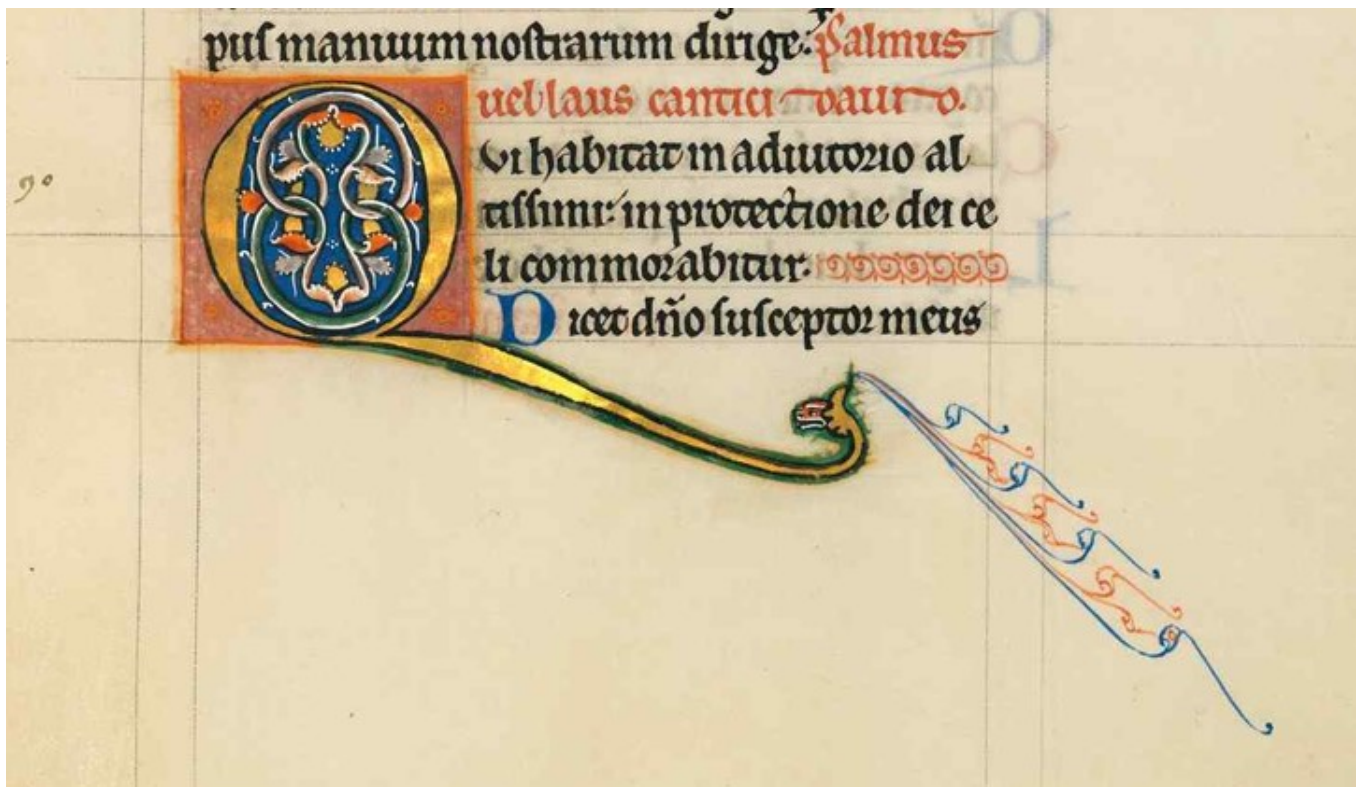 pus manuum nostrarum dirige: psalmus
uel laus cantici dauid.
90
Qui habitat in adiutorio al
tissimi: in protectione dei ce
li commorabitur.
Dicet dño susceptor meus